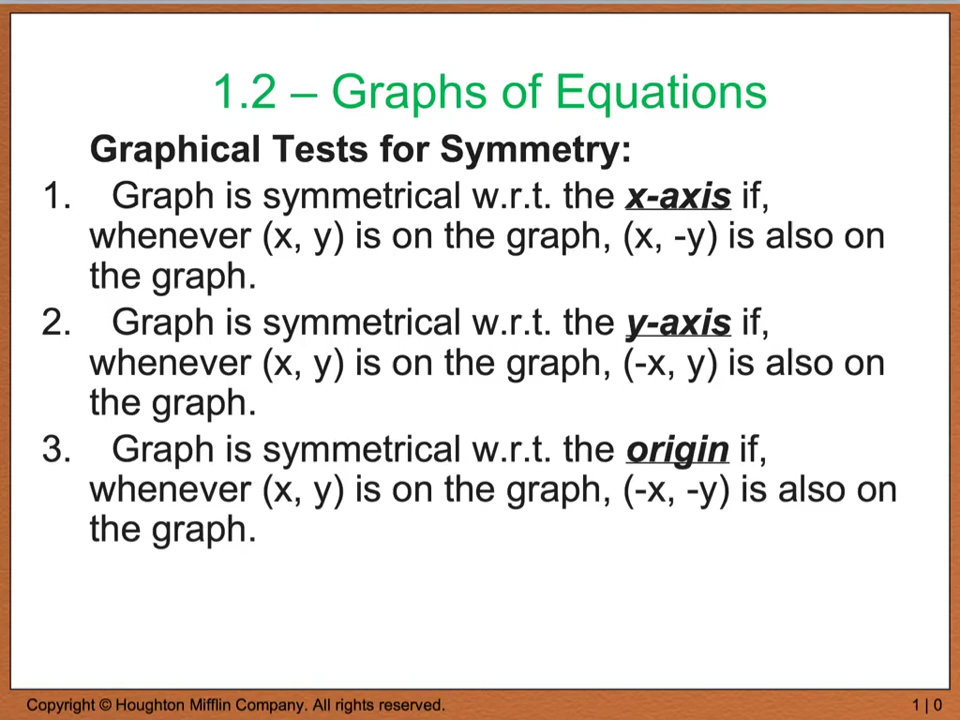 1.2 – Graphs of Equations
Graphical Tests for Symmetry:
1. Graph is symmetrical w.r.t. the x-axis if,
whenever (x, y) is on the graph, (x, -y) is also on
the graph.
2. Graph is symmetrical w.r.t. the y-axis if,
whenever (x, y) is on the graph, (-x, y) is also on
the graph.
3. Graph is symmetrical w.r.t. the origin if,
whenever (x, y) is on the graph, (-x, -y) is also on
the graph.
Copyright © Houghton Mifflin Company. All rights reserved.
1 | 0